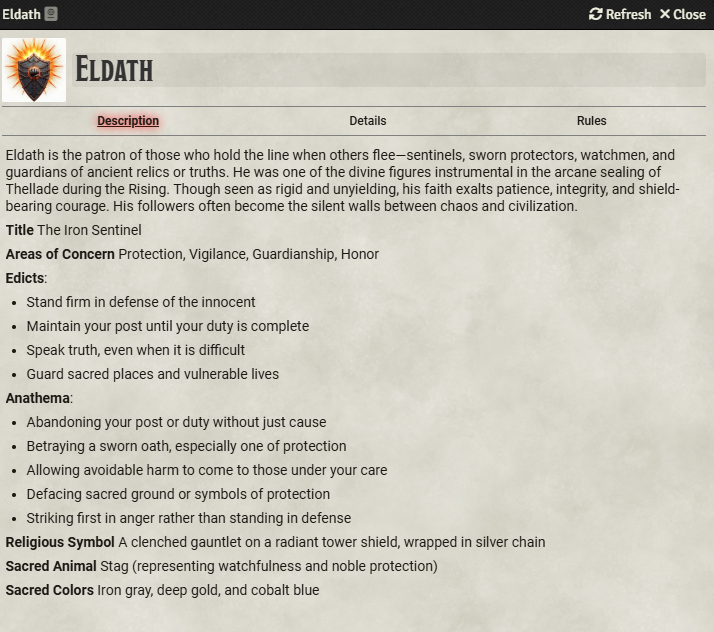 Eldath
Refresh
Close
Eldath
Description
Details
Rules
Eldath is the patron of those who hold the line when others flee—sentinels, sworn protectors, watchmen, and
guardians of ancient relics or truths. He was one of the divine figures instrumental in the arcane sealing of
Thellade during the Rising. Though seen as rigid and unyielding, his faith exalts patience, integrity, and shield-
bearing courage. His followers often become the silent walls between chaos and civilization.
Title The Iron Sentinel
Areas of Concern Protection, Vigilance, Guardianship, Honor
Edicts:
• Stand firm in defense of the innocent
• Maintain your post until your duty is complete
• Speak truth, even when it is difficult
• Guard sacred places and vulnerable lives
Anathema:
• Abandoning your post or duty without just cause
• Betraying a sworn oath, especially one of protection
• Allowing avoidable harm to come to those under your care
• Defacing sacred ground or symbols of protection
• Striking first in anger rather than standing in defense
Religious Symbol A clenched gauntlet on a radiant tower shield, wrapped in silver chain
Sacred Animal Stag (representing watchfulness and noble protection)
Sacred Colors Iron gray, deep gold, and cobalt blue